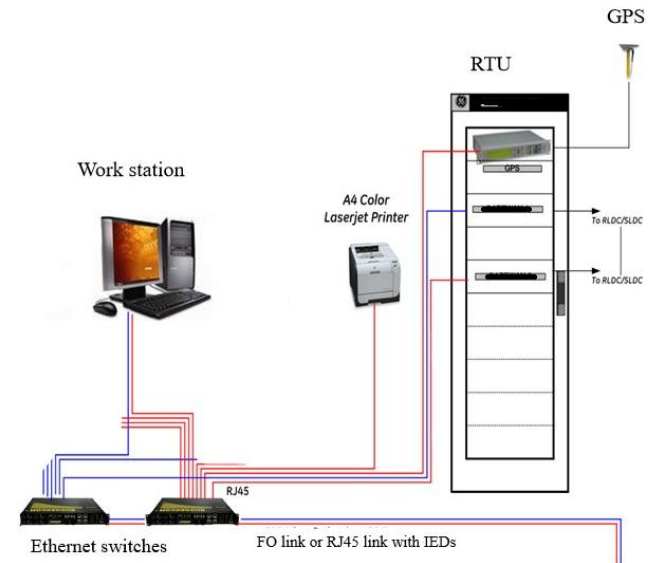 GPS
RTU
GPS
Work station
A4 Color
Laserjet Printer
To RLDC/SLDC
To RLDC/SLDC
RJ45
Ethernet switches
FO link or RJ45 link with IEDs